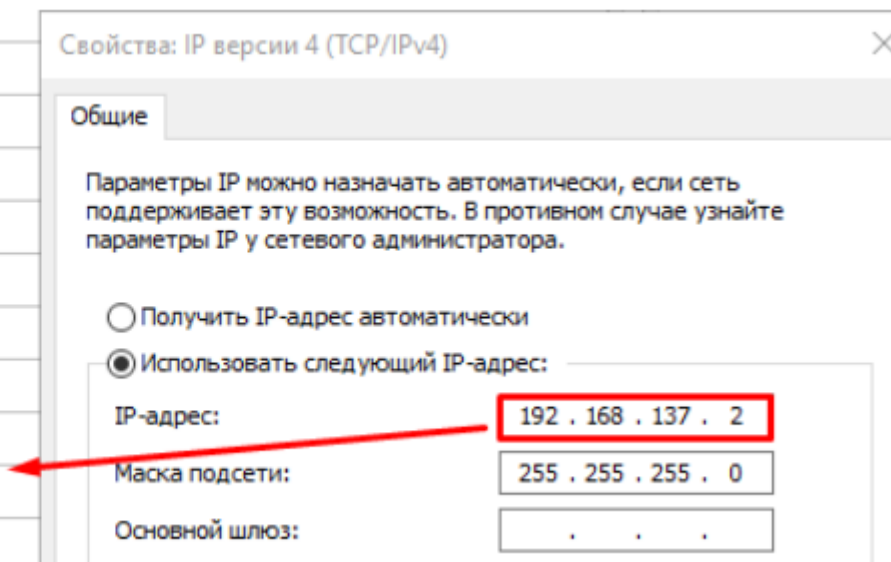 Свойства: IP версии 4 (TCP/IPv4)
Общие
Параметры IP можно назначать автоматически, если сеть
поддерживает эту возможность. В противном случае узнайте
параметры IP у сетевого администратора.
Получить IP-адрес автоматически
Использовать следующий IP-адрес:
IP-адрес: 192 . 168 . 137 . 2
Маска подсети: 255 . 255 . 255 . 0
Основной шлюз: . . .